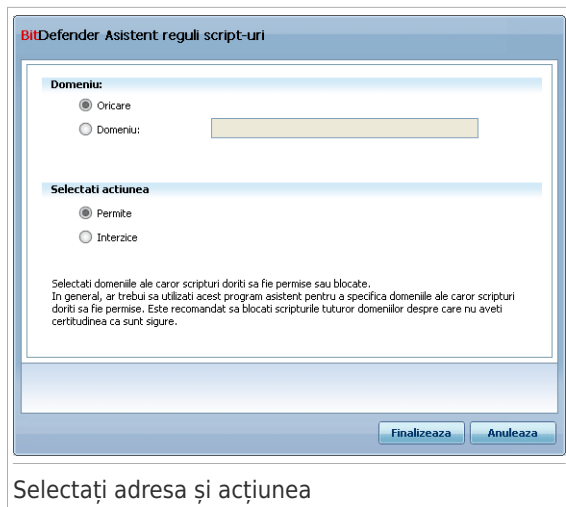 BitDefender Asistent reguli script-uri
Domeniu:
Oricare
Domeniu:
Selectati actiunea
Permite
Interzice
Selectati domeniile ale caror scripturi doriti sa fie permise sau blocate.
In general, ar trebui sa utilizati acest program asistent pentru a specifica domeniile ale caror scripturi
doriti sa fie permise. Este recomandat sa blocati scripturile tuturor domeniilor despre care nu aveti
certitudinea ca sunt sigure.
Finalizeaza Anuleaza
Selectați adresa și acțiunea